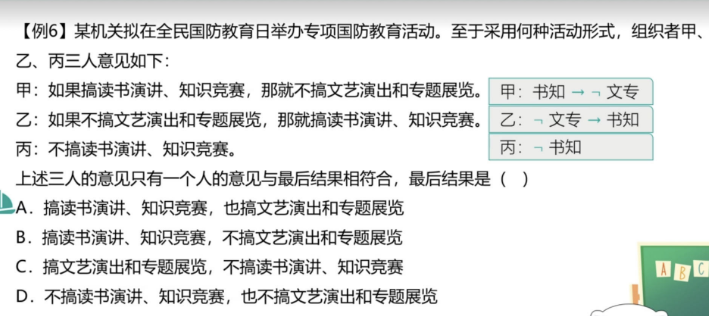 【例6】某机关拟在全民国防教育日举办专项国防教育活动。至于采用何种活动形式，组织者甲、
乙、丙三人意见如下：
甲：如果搞读书演讲、知识竞赛，那就不搞文艺演出和专题展览。
甲：书知 → ¬ 文专
乙：如果不搞文艺演出和专题展览，那就搞读书演讲、知识竞赛。
乙：¬ 文专 → 书知
丙：不搞读书演讲、知识竞赛。
丙：¬ 书知
上述三人的意见只有一个人的意见与最后结果相符合，最后结果是（ ）
A．搞读书演讲、知识竞赛，也搞文艺演出和专题展览
B．搞读书演讲、知识竞赛，不搞文艺演出和专题展览
C．搞文艺演出和专题展览，不搞读书演讲、知识竞赛
D．不搞读书演讲、知识竞赛，也不搞文艺演出和专题展览
A B C